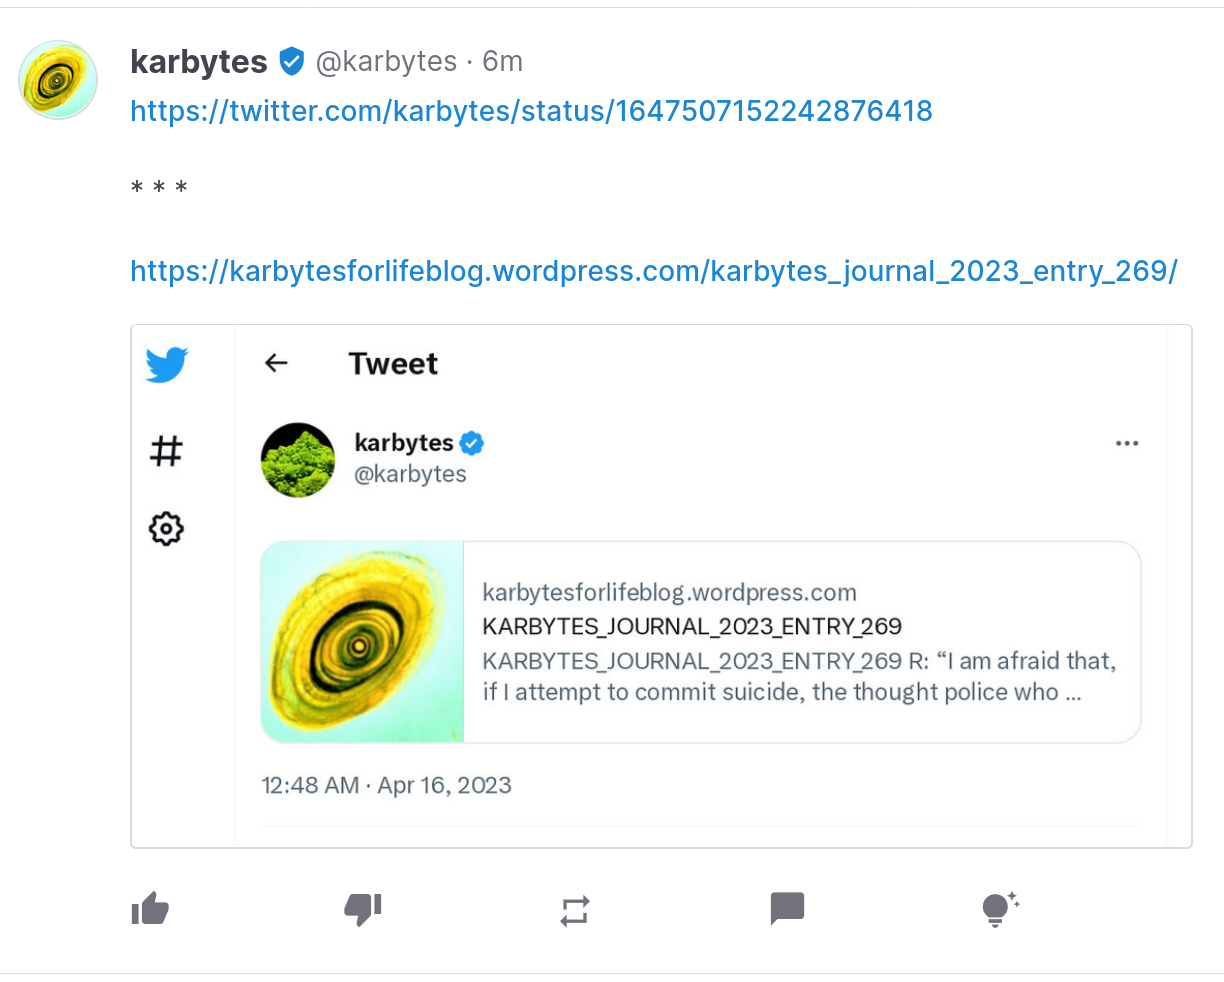 karbytes @karbytes · 6m
https://twitter.com/karbytes/status/1647507152242876418
* * *
https://karbytesforlifeblog.wordpress.com/karbytes_journal_2023_entry_269/
Tweet
karbytes
@karbytes
karbytesforlifeblog.wordpress.com
KARBYTES_JOURNAL_2023_ENTRY_269
KARBYTES_JOURNAL_2023_ENTRY_269 R: “I am afraid that,
if I attempt to commit suicide, the thought police who ...
12:48 AM · Apr 16, 2023